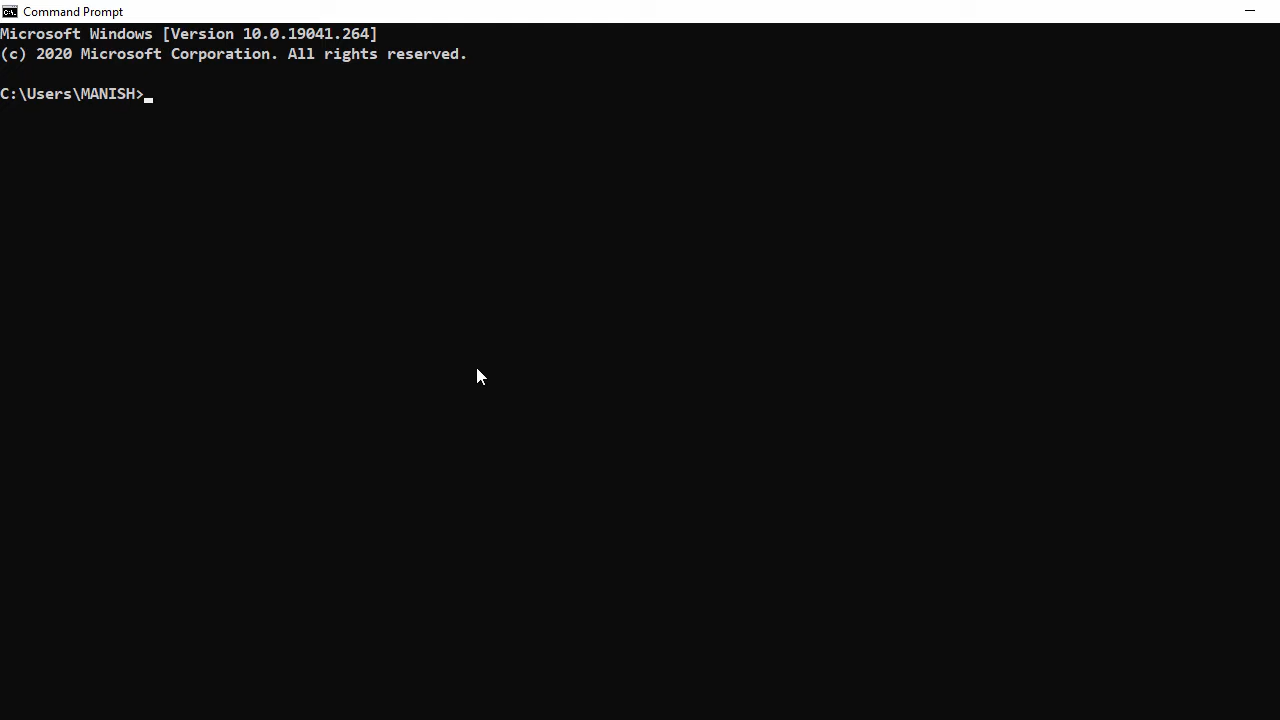 Command Prompt
Microsoft Windows [Version 10.0.19041.264]
(c) 2020 Microsoft Corporation. All rights reserved.
C:\Users\MANISH>